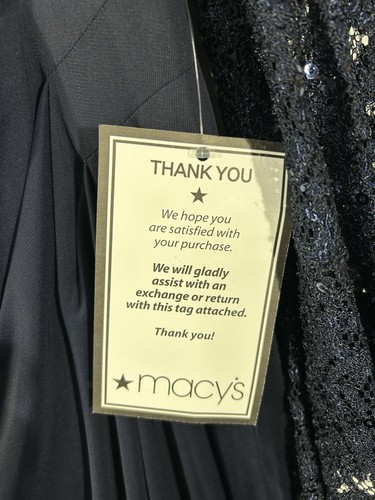 THANK YOU
We hope you
are satisfied with
your purchase.
We will gladly
assist with an
exchange or return
with this tag attached.
Thank you!
macy's